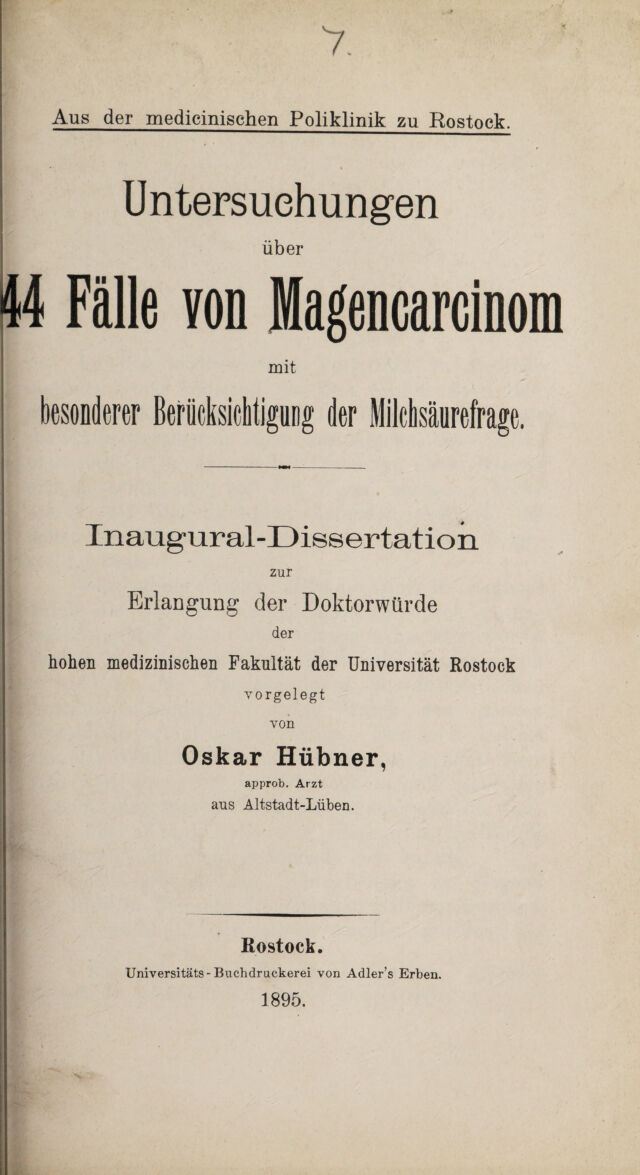 7.
Aus der medicinischen Poliklinik zu Rostock.
Untersuchungen
über
44 Fälle von Magencarcinom
mit
besonderer Berücksichtigung der Milchsäurefrage.
Inaugural-Dissertation
zur
Erlangung der Doktorwürde
der
hohen medizinischen Fakultät der Universität Rostock
vorgelegt
von
Oskar Hübner,
approb. Arzt
aus Altstadt-Lüben.
Rostock.
Universitäts-Buchdruckerei von Adler's Erben.
1895.